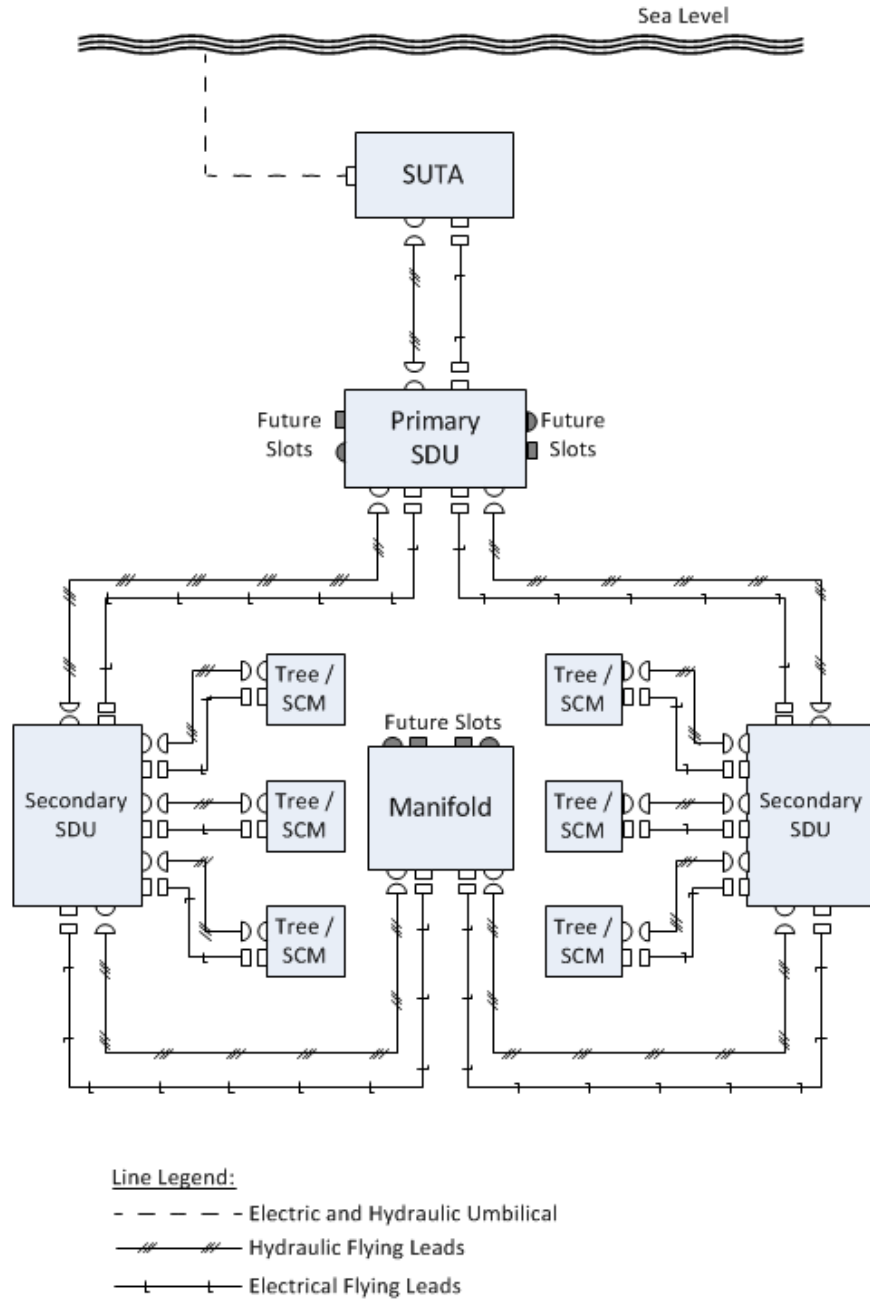 Sea Level
SUTA
Future
Slots
Primary
SDU
Future
Slots
Tree /
SCM
Tree /
SCM
Future Slots
Secondary
SDU
Tree /
SCM
Manifold
Tree /
SCM
Secondary
SDU
Tree /
SCM
Tree /
SCM
Line Legend:
Electric and Hydraulic Umbilical
Hydraulic Flying Leads
Electrical Flying Leads